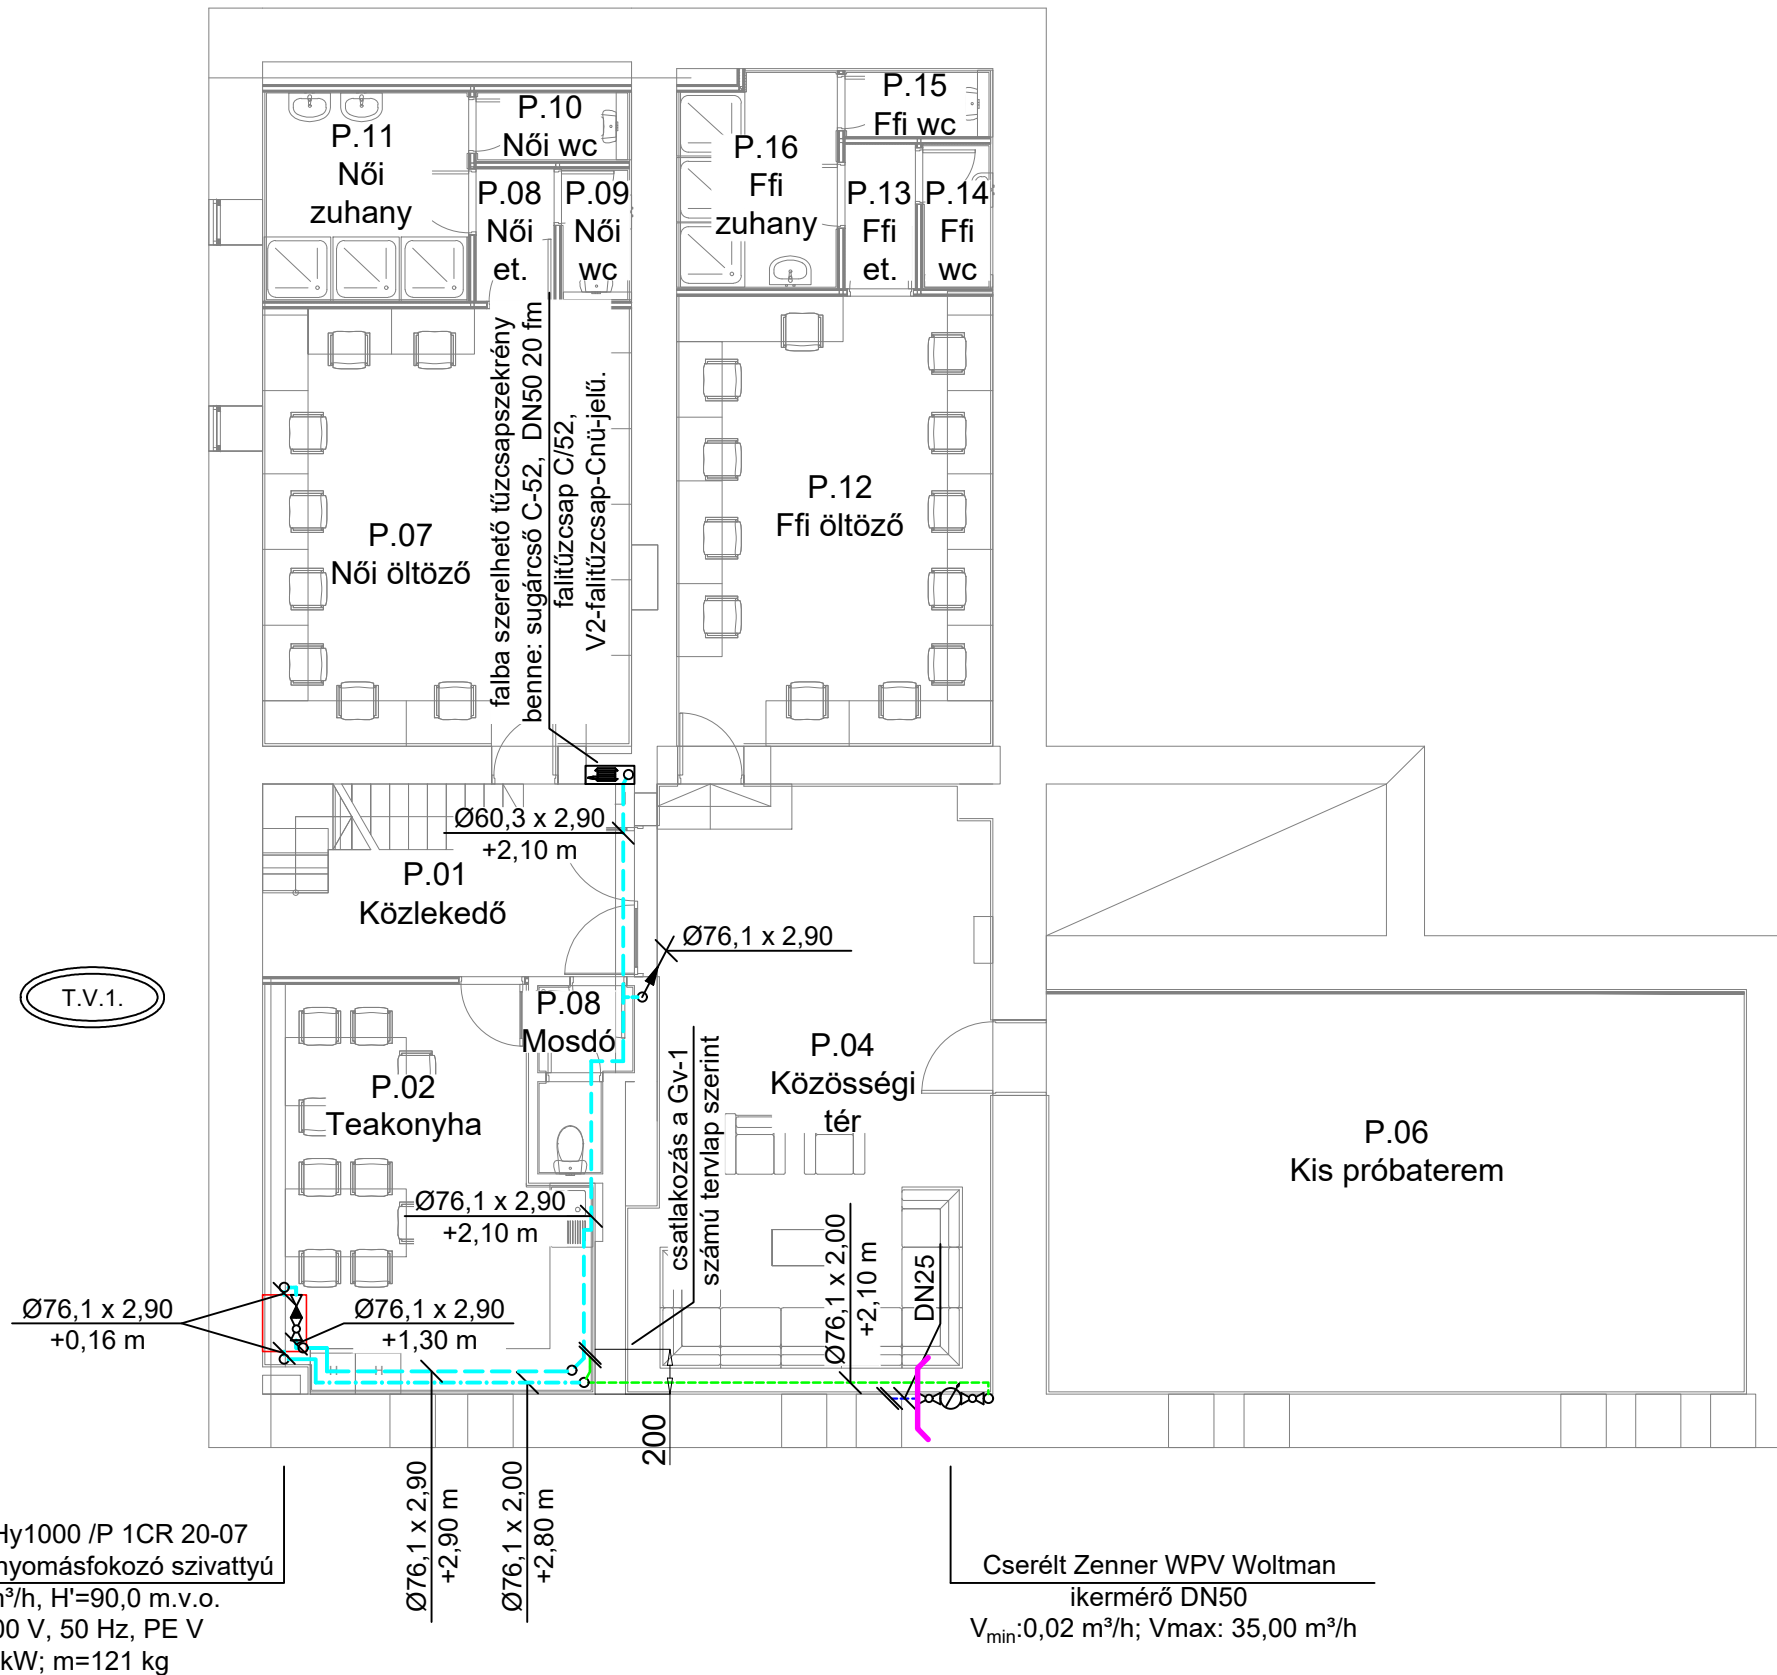 P.11
Női
zuhany
P.10
Női wc
P.08
Női
et.
P.09
Női
wc
P.16
Ffi
zuhany
P.15
Ffi wc
P.13
Ffi
et.
P.14
Ffi
wc
P.07
Női öltöző
falba szerelhető tűzcsapszekrény
benne: sugárcső C-52, DN50 20 fm
falitűzcsap C/52,
V2-falitűzcsap-Cnü-jelű.
P.12
Ffi öltöző
Ø60,3 x 2,90
+2,10 m
P.01
Közlekedő
Ø76,1 x 2,90
T.V.1.
P.08
Mosdó
P.02
Teakonyha
P.04
Közösségi
tér
csatlakozás a Gv-1
számú tervlap szerint
P.06
Kis próbaterem
Ø76,1 x 2,90
+2,10 m
Ø76,1 x 2,00
+2,10 m
DN25
Ø76,1 x 2,90
+0,16 m
Ø76,1 x 2,90
+1,30 m
200
Ø76,1 x 2,90
+2,90 m
Ø76,1 x 2,00
+2,80 m
Hy1000 /P 1CR 20-07
nyomásfokozó szivattyú
m³/h, H'=90,0 m.v.o.
00 V, 50 Hz, PE V
kW; m=121 kg
Cserélt Zenner WPV Woltman
ikermérő DN50
Vmin:0,02 m³/h; Vmax: 35,00 m³/h